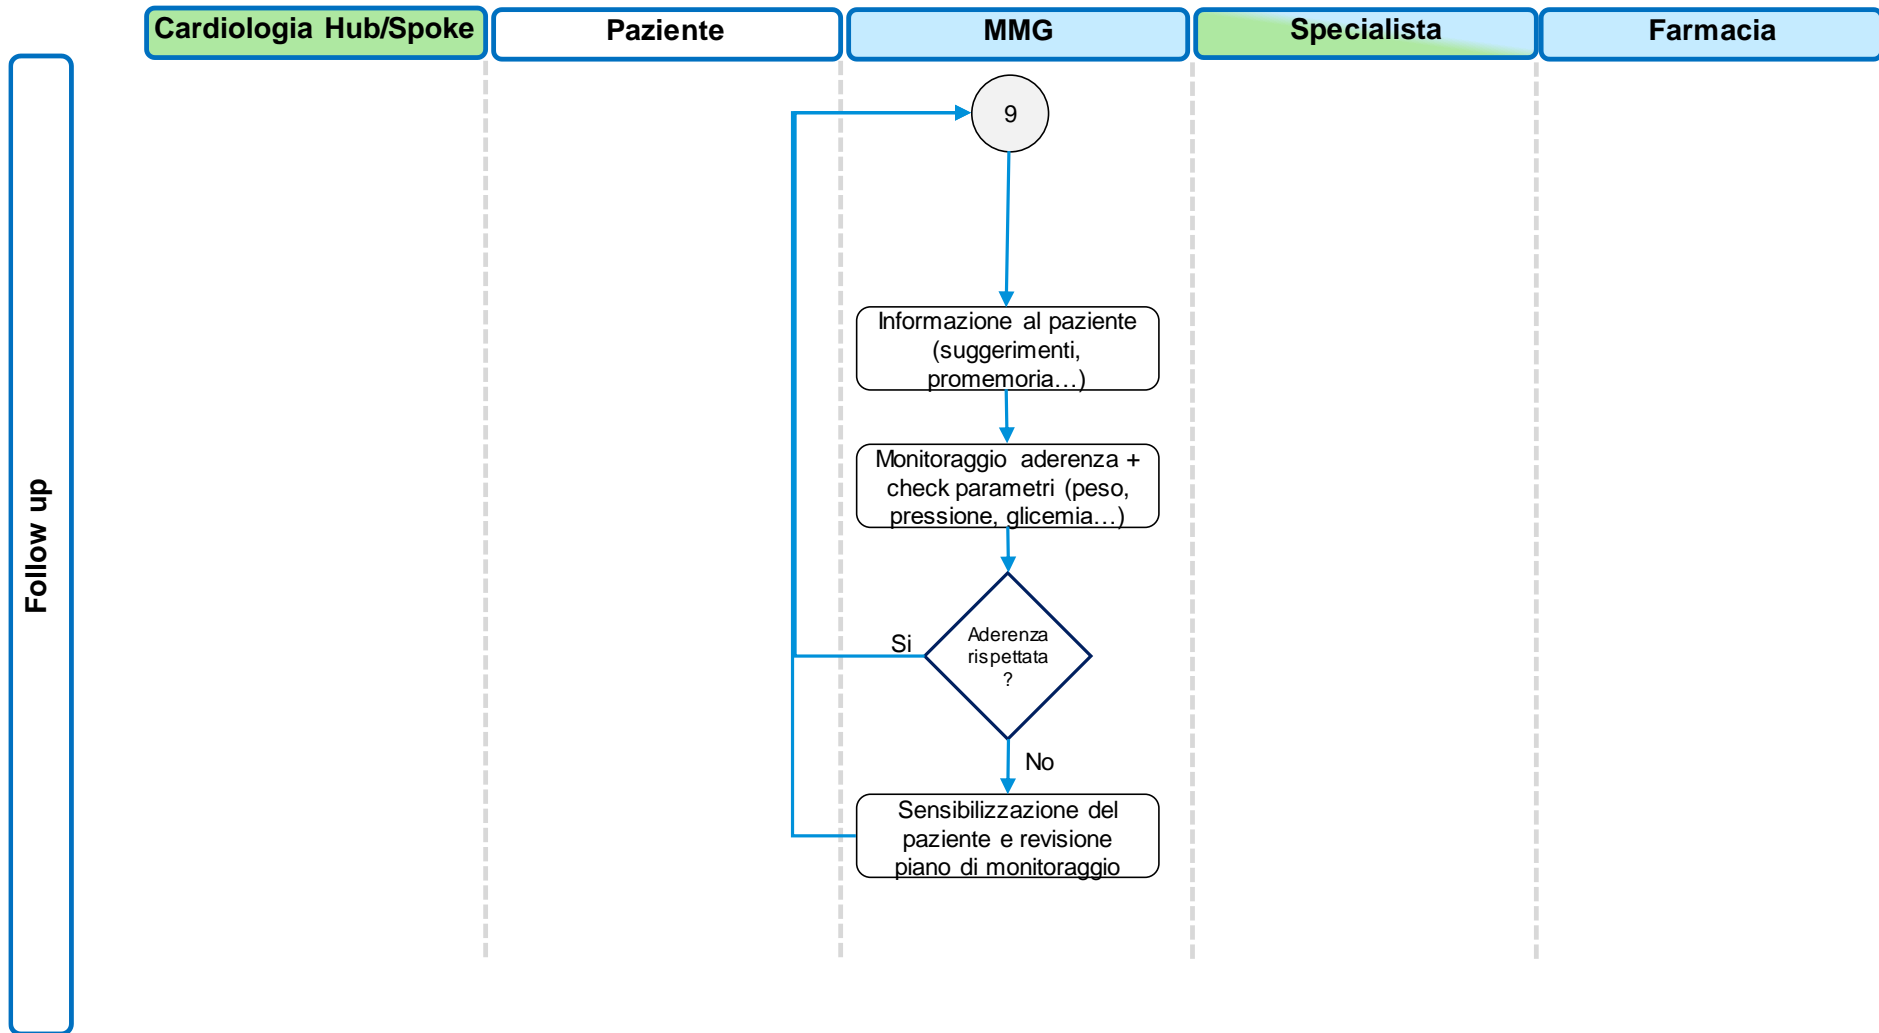 Cardiologia Hub/Spoke
Paziente
MMG
Specialista
Farmacia
Follow up
9
Informazione al paziente
(suggerimenti,
promemoria…)
Monitoraggio aderenza +
check parametri (peso,
pressione, glicemia…)
Aderenza
rispettata
?
Si
No
Sensibilizzazione del
paziente e revisione
piano di monitoraggio